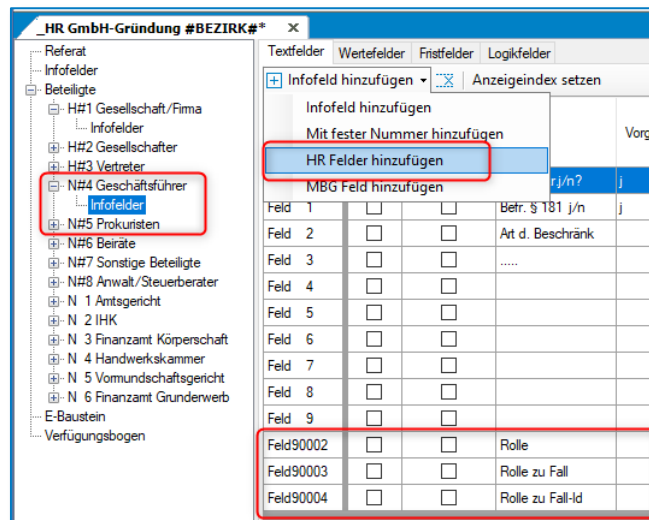 _HR GmbH-Gründung #BEZIRK#* X
Referat
Infofelder
Beteiligte
H#1 Gesellschaft/Firma
Infofelder
H#2 Gesellschafter
H#3 Vertreter
N#4 Geschäftsführer
Infofelder
N#5 Prokuristen
N#6 Beiräte
N#7 Sonstige Beteiligte
N#8 Anwalt/Steuerberater
N 1 Amtsgericht
N 2 IHK
N 3 Finanzamt Körperschaft
N 4 Handwerkskammer
N 5 Vormundschaftsgericht
N 6 Finanzamt Grunderwerb
E-Baustein
Verfügungsbogen
Textfelder Wertefelder Fristfelder Logikfelder
Infofeld hinzufügen Anzeigeindex setzen
Infofeld hinzufügen
Mit fester Nummer hinzufügen
HR Felder hinzufügen
MBG Feld hinzufügen
Vorg
r.j/n? j
Feld 1 Befr. § 181 j/n j
Feld 2 Art d. Beschränk
Feld 3 .....
Feld 4
Feld 5
Feld 6
Feld 7
Feld 8
Feld 9
Feld90002 Rolle
Feld90003 Rolle zu Fall
Feld90004 Rolle zu Fall-Id